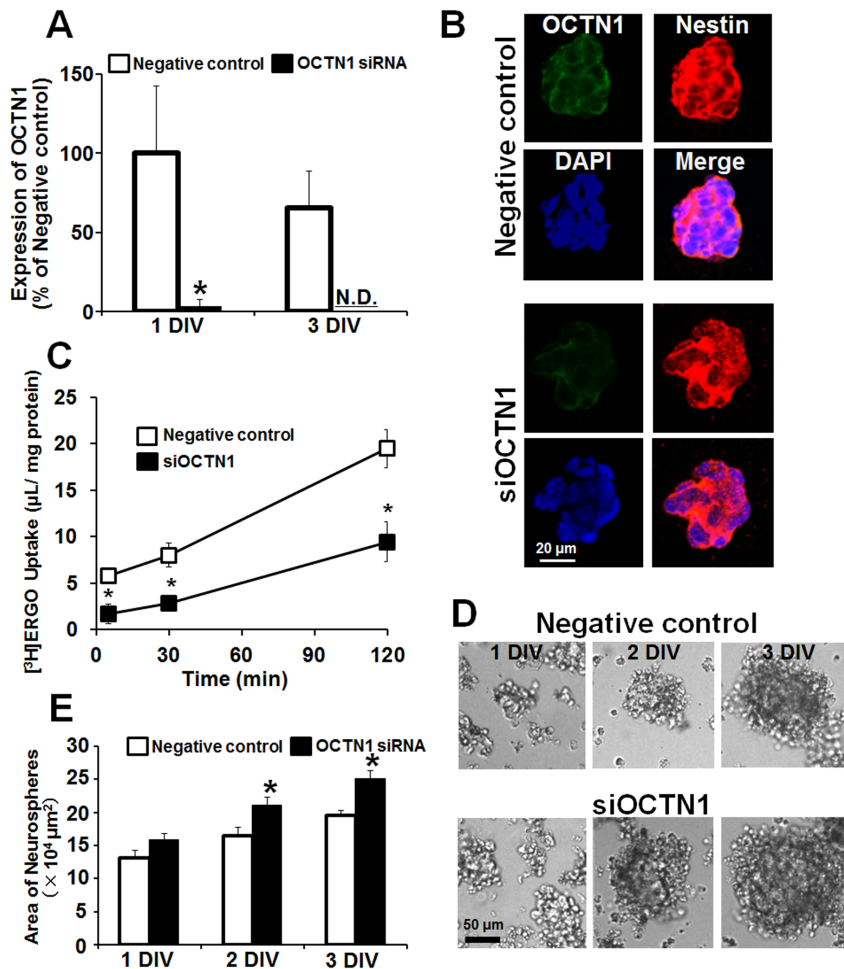 A
Negative control OCTN1 siRNA
Expression of OCTN1
(% of Negative control)
150
100
50
0
*
N.D.
1 DIV 3 DIV
B
Negative control
OCTN1 Nestin
DAPI Merge
siOCTN1
20 µm
C
[³H]ERGO Uptake (µL/ mg protein)
25
20
15
10
5
0
Negative control
siOCTN1
* * *
0 30 60 90 120
Time (min)
D
Negative control
1 DIV 2 DIV 3 DIV
siOCTN1
50 µm
E
Negative control OCTN1 siRNA
Area of Neurospheres
(×10⁴ µm²)
30
25
20
15
10
5
0
* *
1 DIV 2 DIV 3 DIV